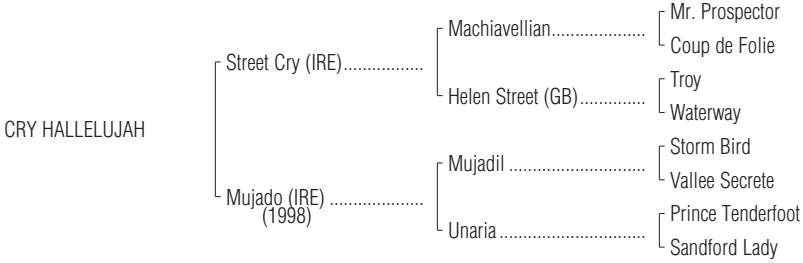 Mr. Prospector
Machiavellian....................
Coup de Folie
Street Cry (IRE).................
Troy
Helen Street (GB)..............
Waterway
CRY HALLELUJAH
Storm Bird
Mujadil .............................
Vallee Secrete
Mujado (IRE) ....................
(1998)
Prince Tenderfoot
Unaria ...............................
Sandford Lady